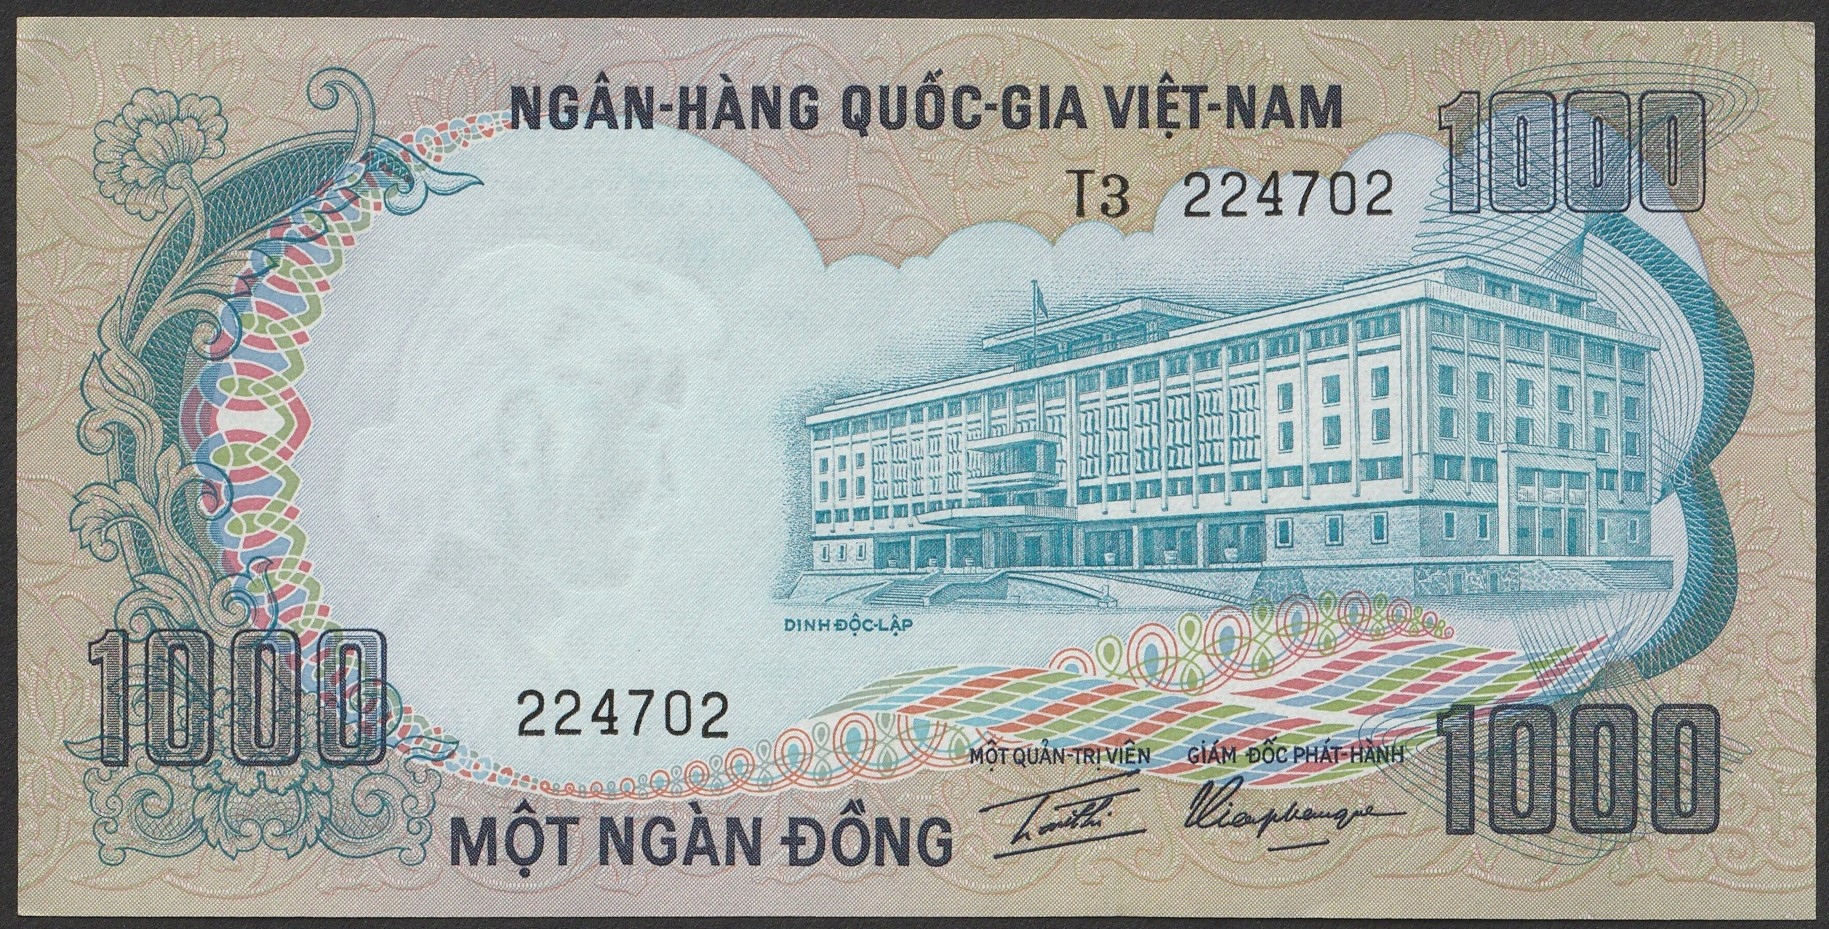 NGÂN-HÀNG QUỐC-GIA VIỆT-NAM
1000
T3 224702
DINH ĐỘC-LẬP
1000
224702
MỘT QUẢN-TRỊ VIÊN GIÁM ĐỐC PHÁT-HÀNH
1000
MỘT NGÀN ĐỒNG